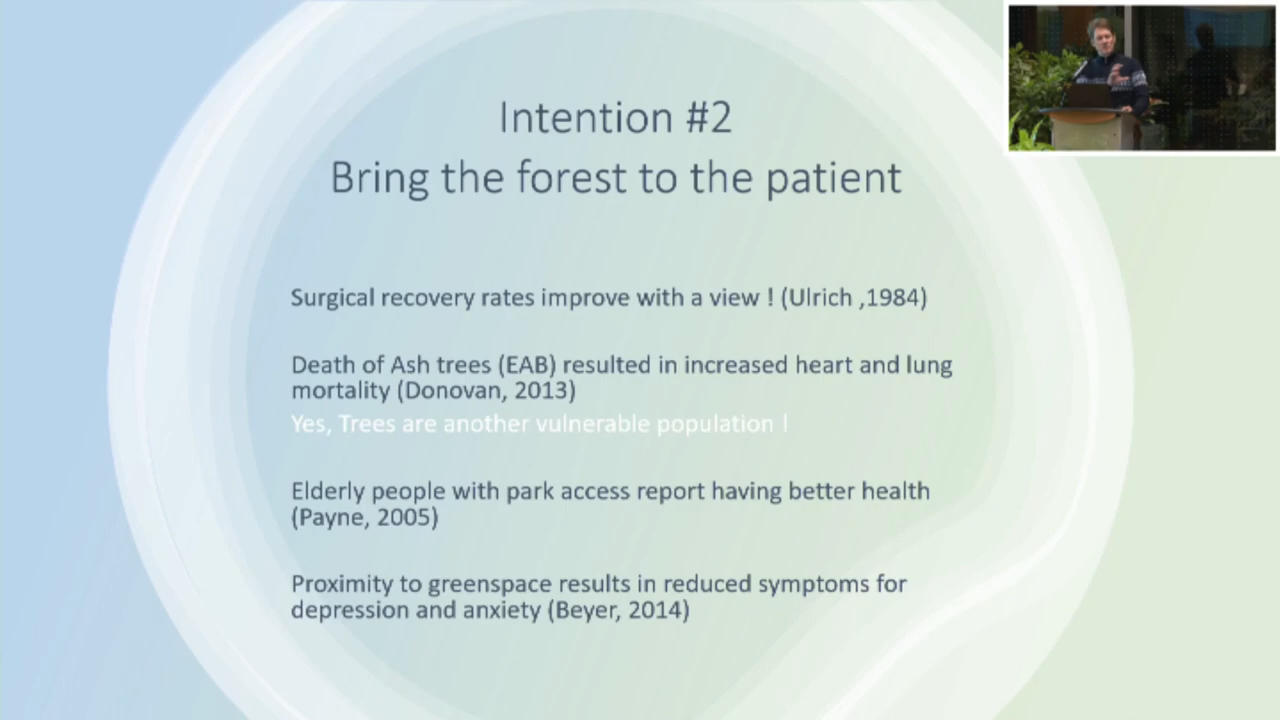 Intention #2
Bring the forest to the patient
Surgical recovery rates improve with a view ! (Ulrich ,1984)
Death of Ash trees (EAB) resulted in increased heart and lung
mortality (Donovan, 2013)
Yes, Trees are another vulnerable population !
Elderly people with park access report having better health
(Payne, 2005)
Proximity to greenspace results in reduced symptoms for
depression and anxiety (Beyer, 2014)